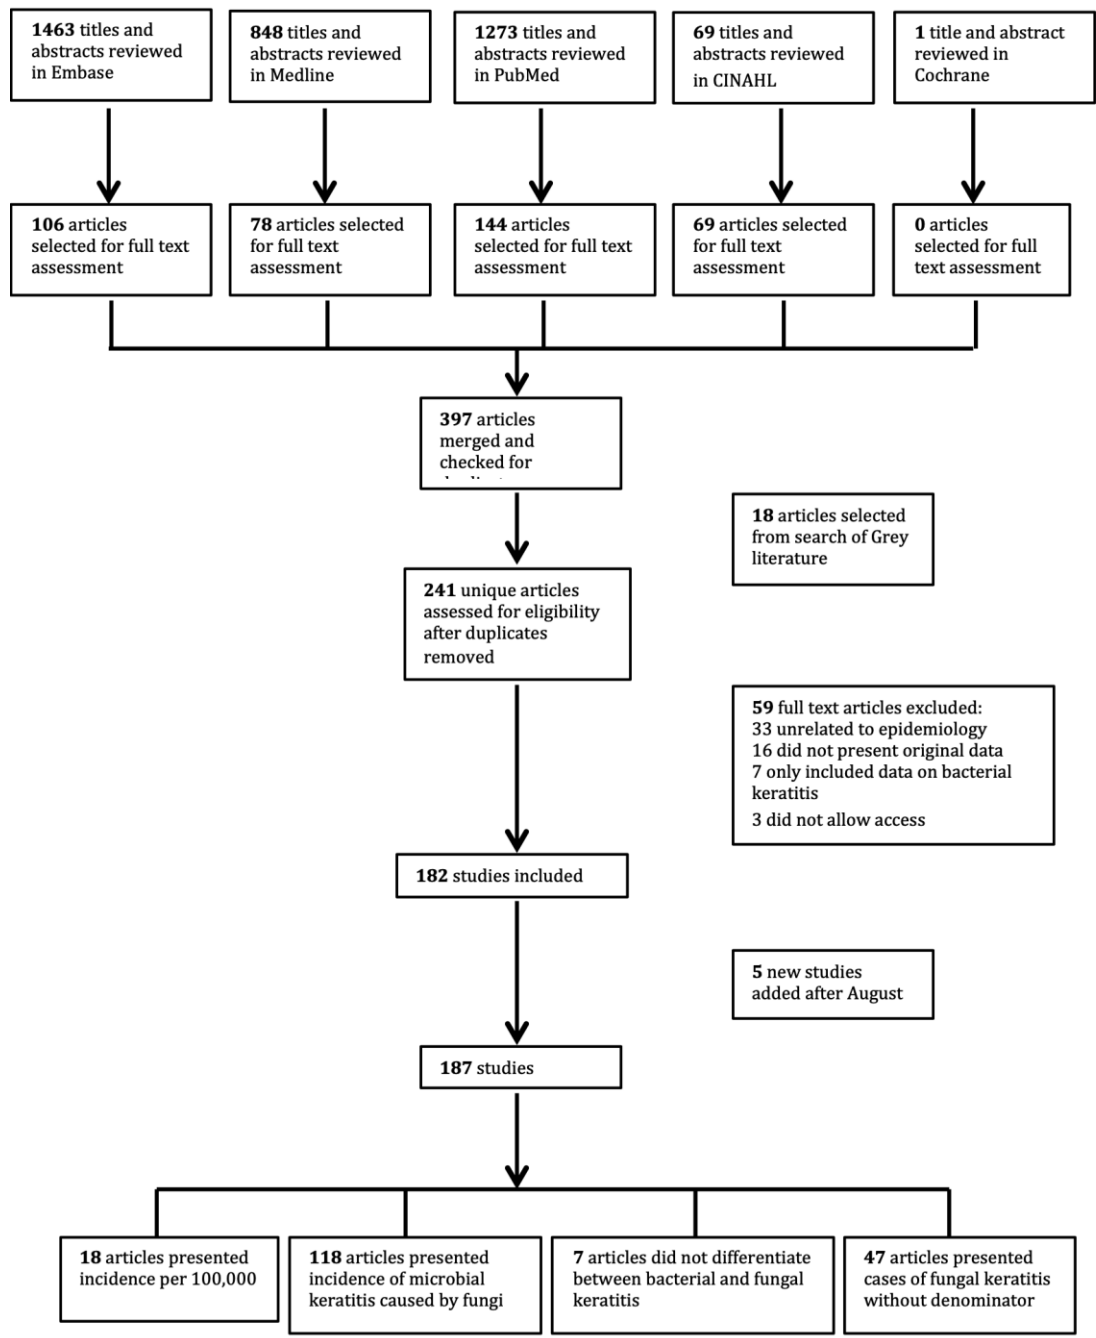 1463 titles and
abstracts reviewed
in Embase
848 titles and
abstracts reviewed
in Medline
1273 titles and
abstracts reviewed
in PubMed
69 titles and
abstracts reviewed
in CINAHL
1 title and abstract
reviewed in
Cochrane
106 articles
selected for full text
assessment
78 articles selected
for full text
assessment
144 articles
selected for full text
assessment
69 articles selected
for full text
assessment
0 articles
selected for full
text assessment
397 articles
merged and
checked for
18 articles selected
from search of Grey
literature
241 unique articles
assessed for eligibility
after duplicates
removed
59 full text articles excluded:
33 unrelated to epidemiology
16 did not present original data
7 only included data on bacterial
keratitis
3 did not allow access
182 studies included
5 new studies
added after August
187 studies
18 articles presented
incidence per 100,000
118 articles presented
incidence of microbial
keratitis caused by fungi
7 articles did not differentiate
between bacterial and fungal
keratitis
47 articles presented
cases of fungal keratitis
without denominator